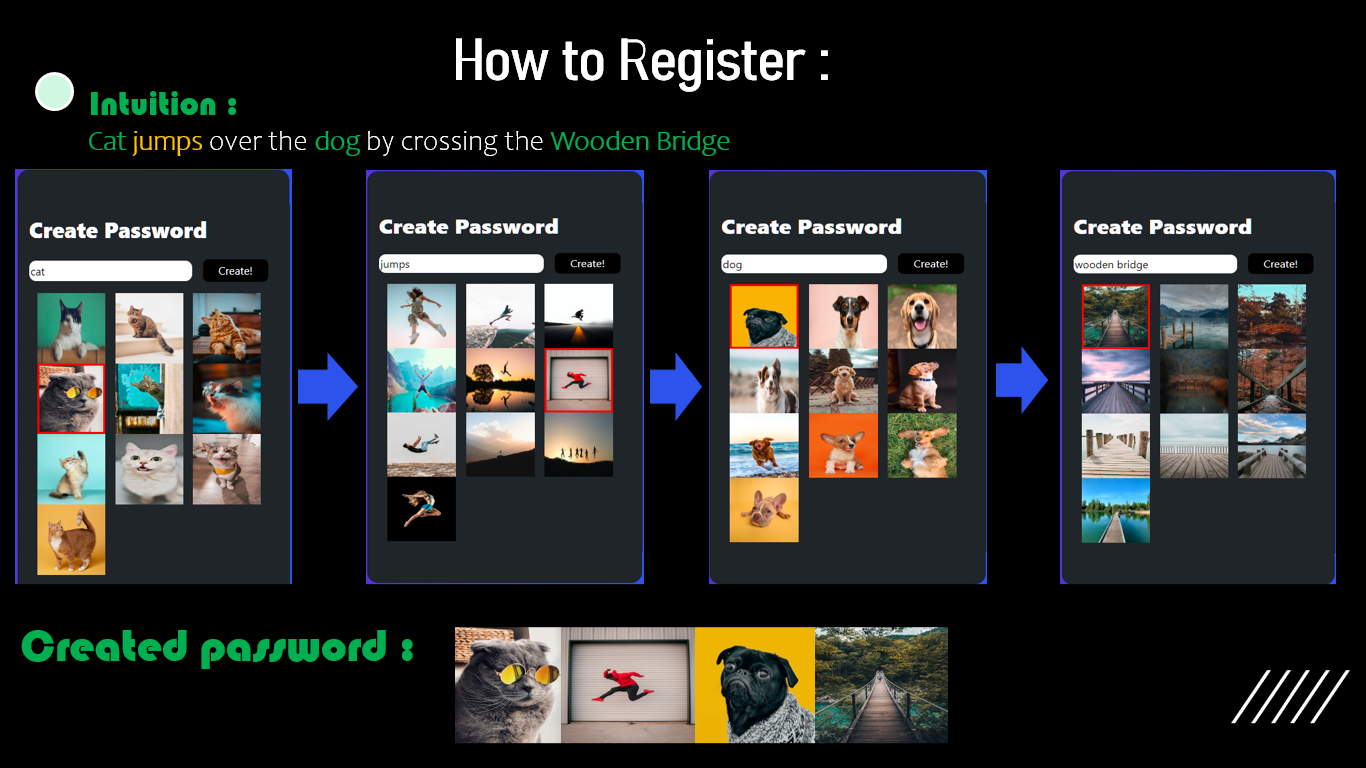 How to Register :
Intuition :
Cat jumps over the dog by crossing the Wooden Bridge
Create Password
cat
Create!
Create Password
jumps
Create!
Create Password
dog
Create!
Create Password
wooden bridge
Create!
Created password :